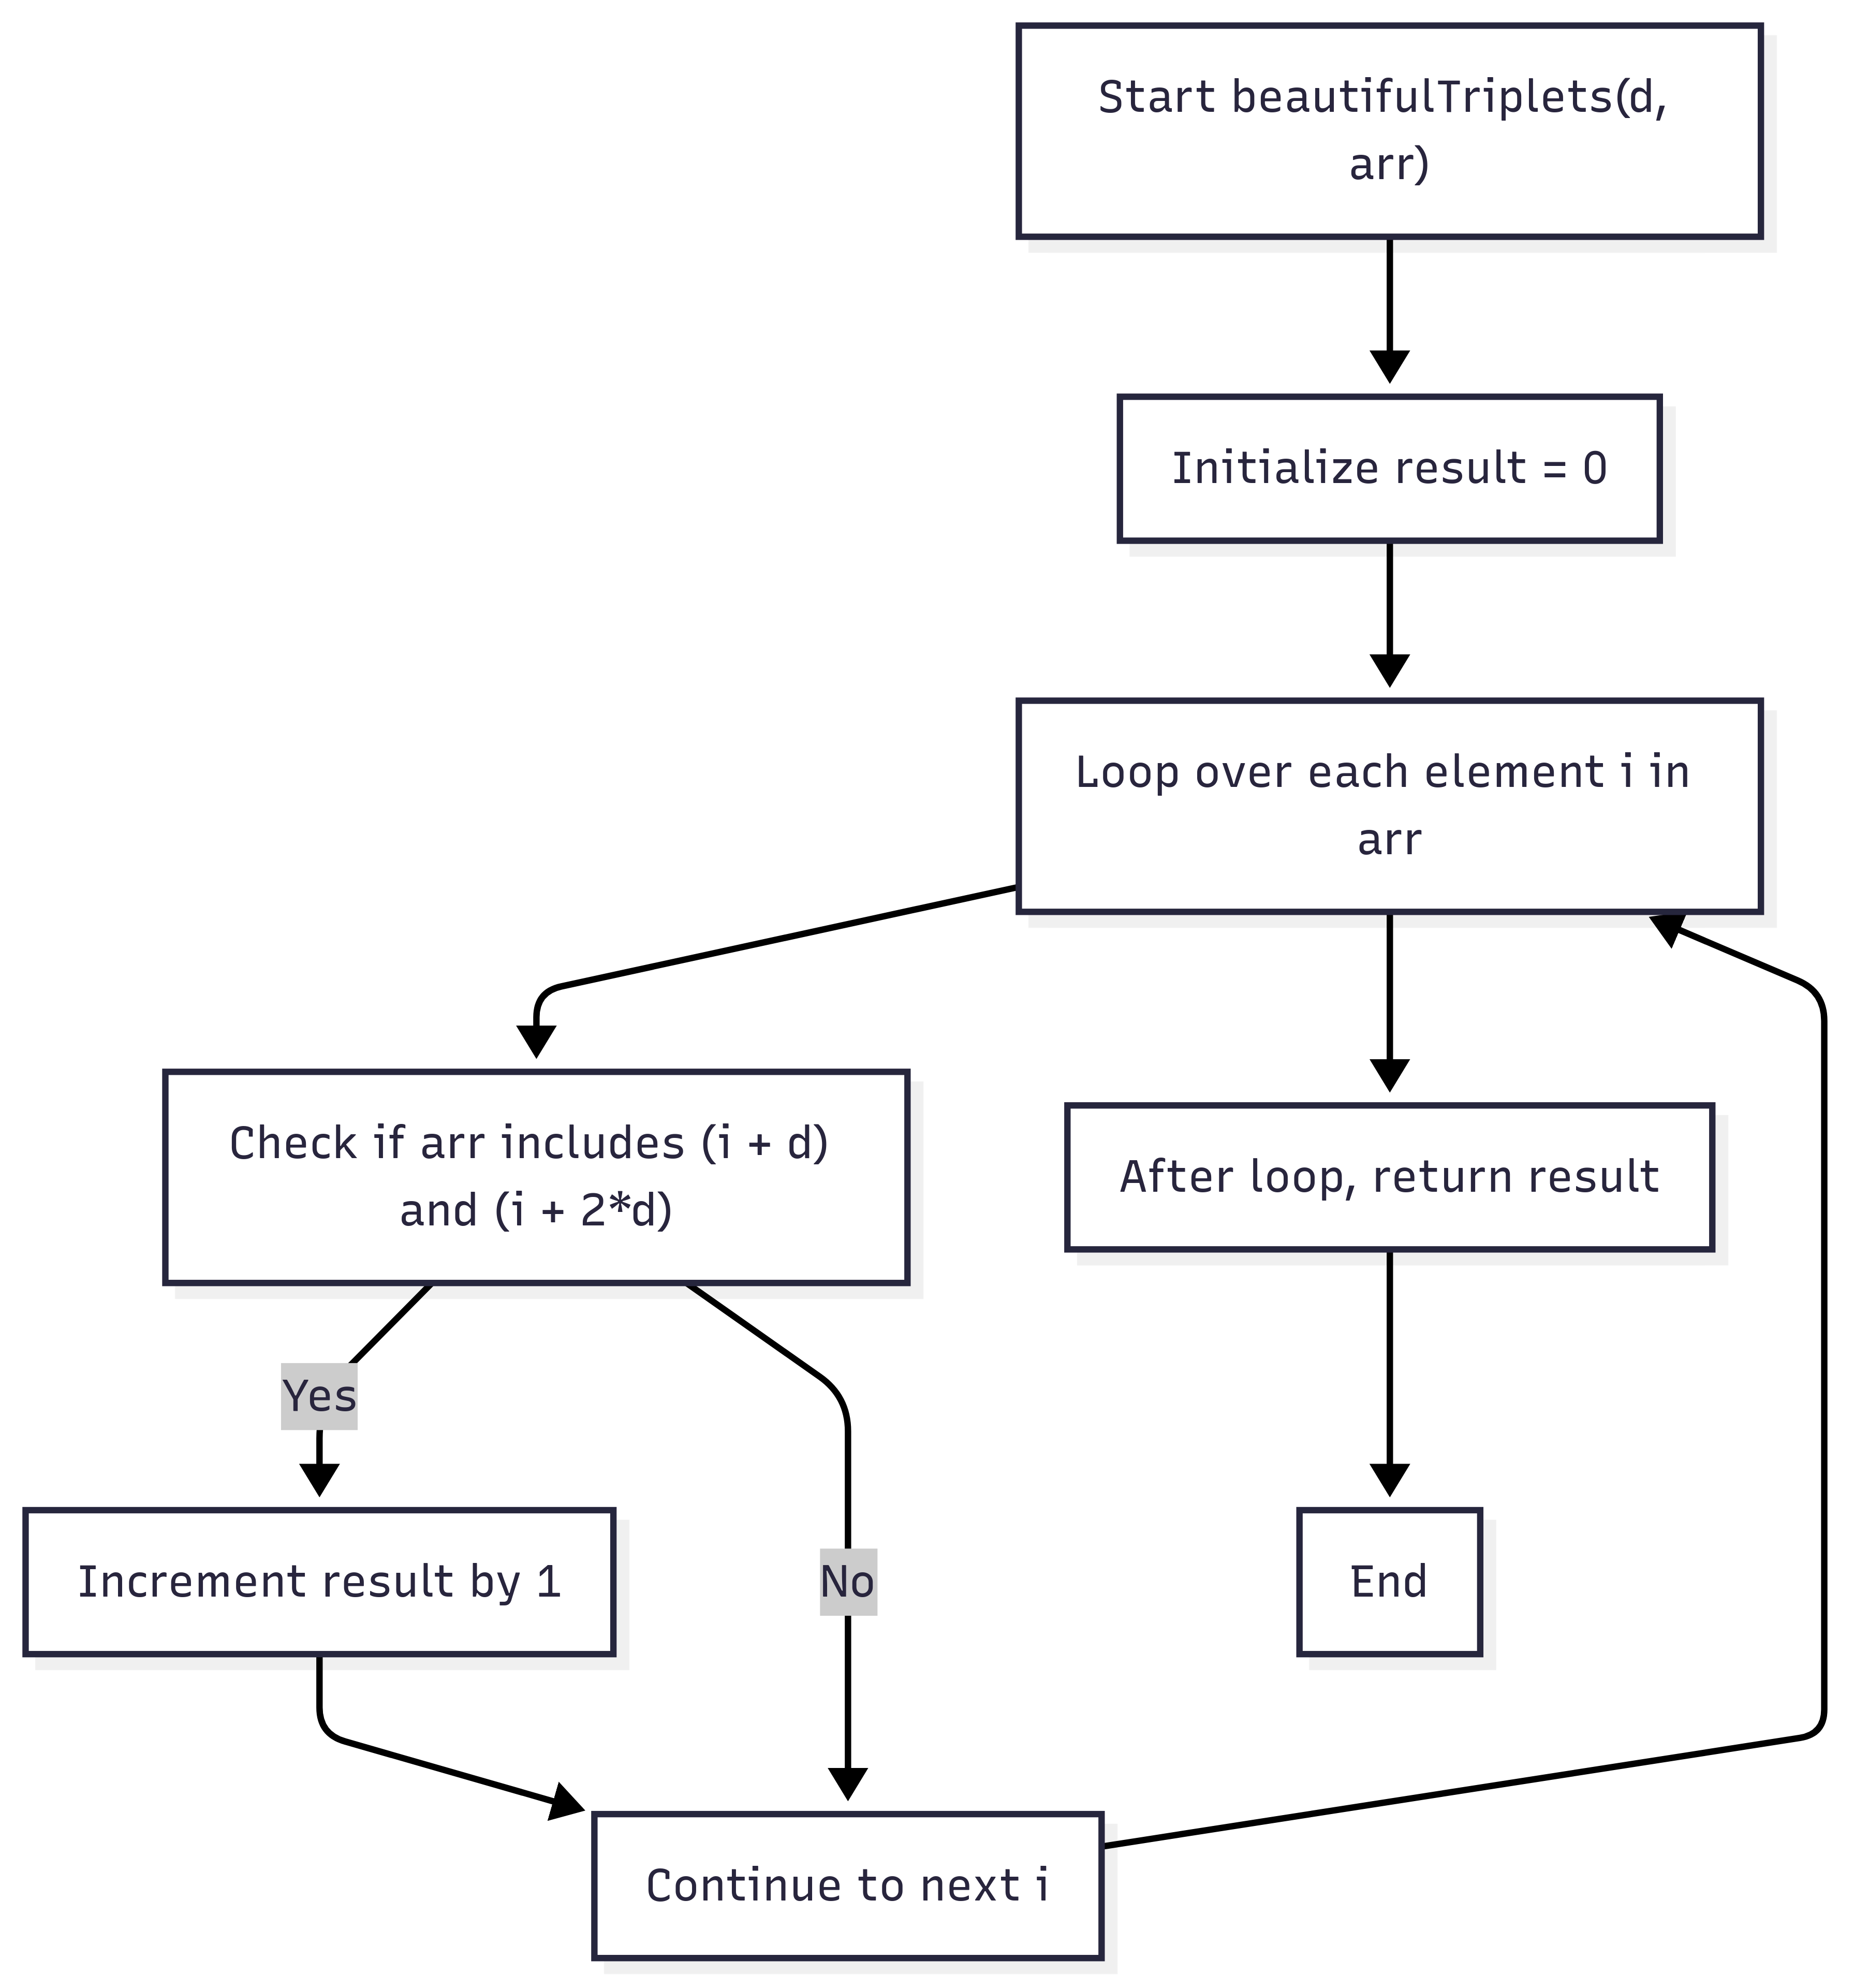 Start beautifulTriplets(d,
arr)
Initialize result = 0
Loop over each element i in
arr
Check if arr includes (i + d)
and (i + 2*d)
After loop, return result
Yes
No
Increment result by 1
End
Continue to next i